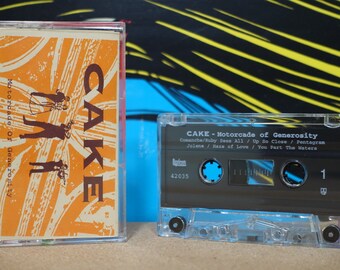 CAKE
Motorcade Of Generosity
CAKE - Motorcade of Generosity
Comanche/Ruby Sees All / Up So Close / Pentagram
Jolene / Haze of Love / You Part The Waters
42035
1